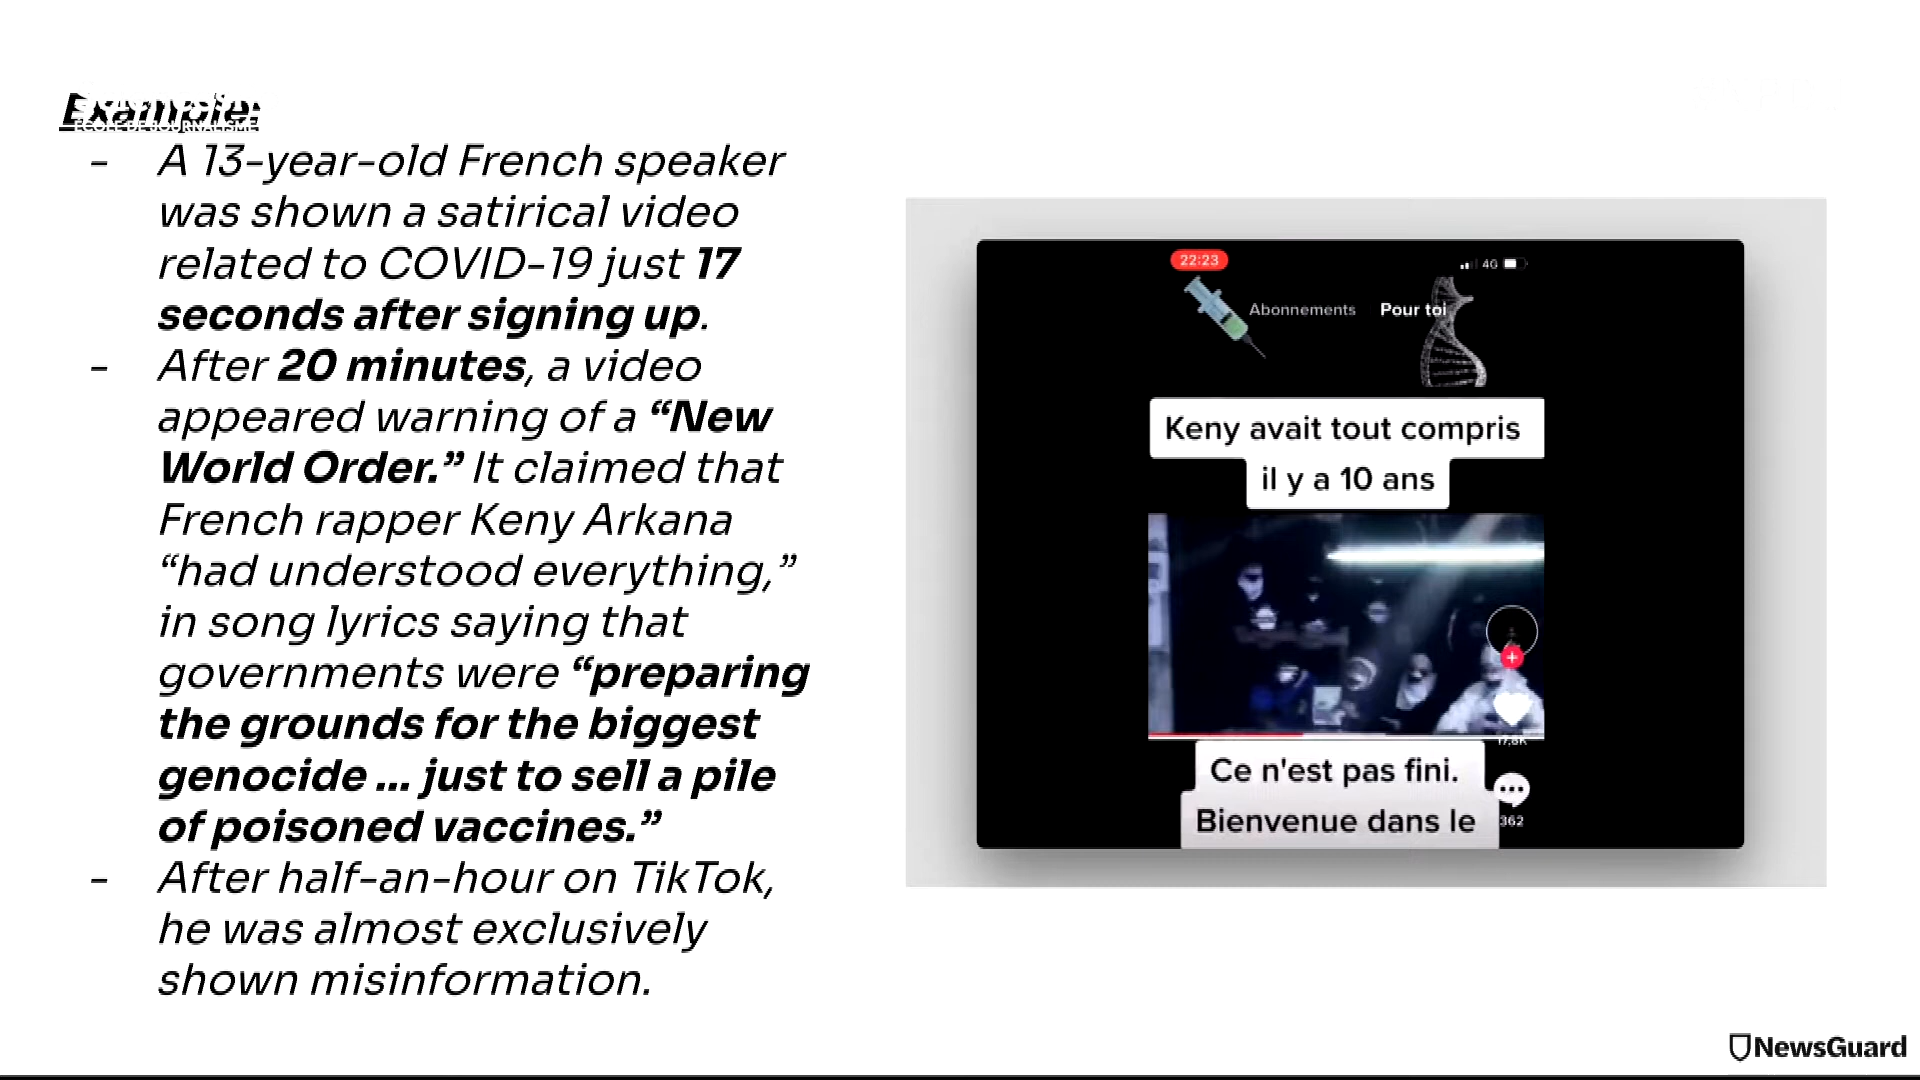 Example:
ÉCOLE DE JOURNALISME
- A 13-year-old French speaker
was shown a satirical video
related to COVID-19 just 17
seconds after signing up.
- After 20 minutes, a video
appeared warning of a “New
World Order.” It claimed that
French rapper Keny Arkana
“had understood everything,”
in song lyrics saying that
governments were “preparing
the grounds for the biggest
genocide ... just to sell a pile
of poisoned vaccines.”
- After half-an-hour on TikTok,
he was almost exclusively
shown misinformation.
22:23
4G
Abonnements Pour toi
Keny avait tout compris
il y a 10 ans
17,8K
Ce n'est pas fini.
Bienvenue dans le
362
NewsGuard